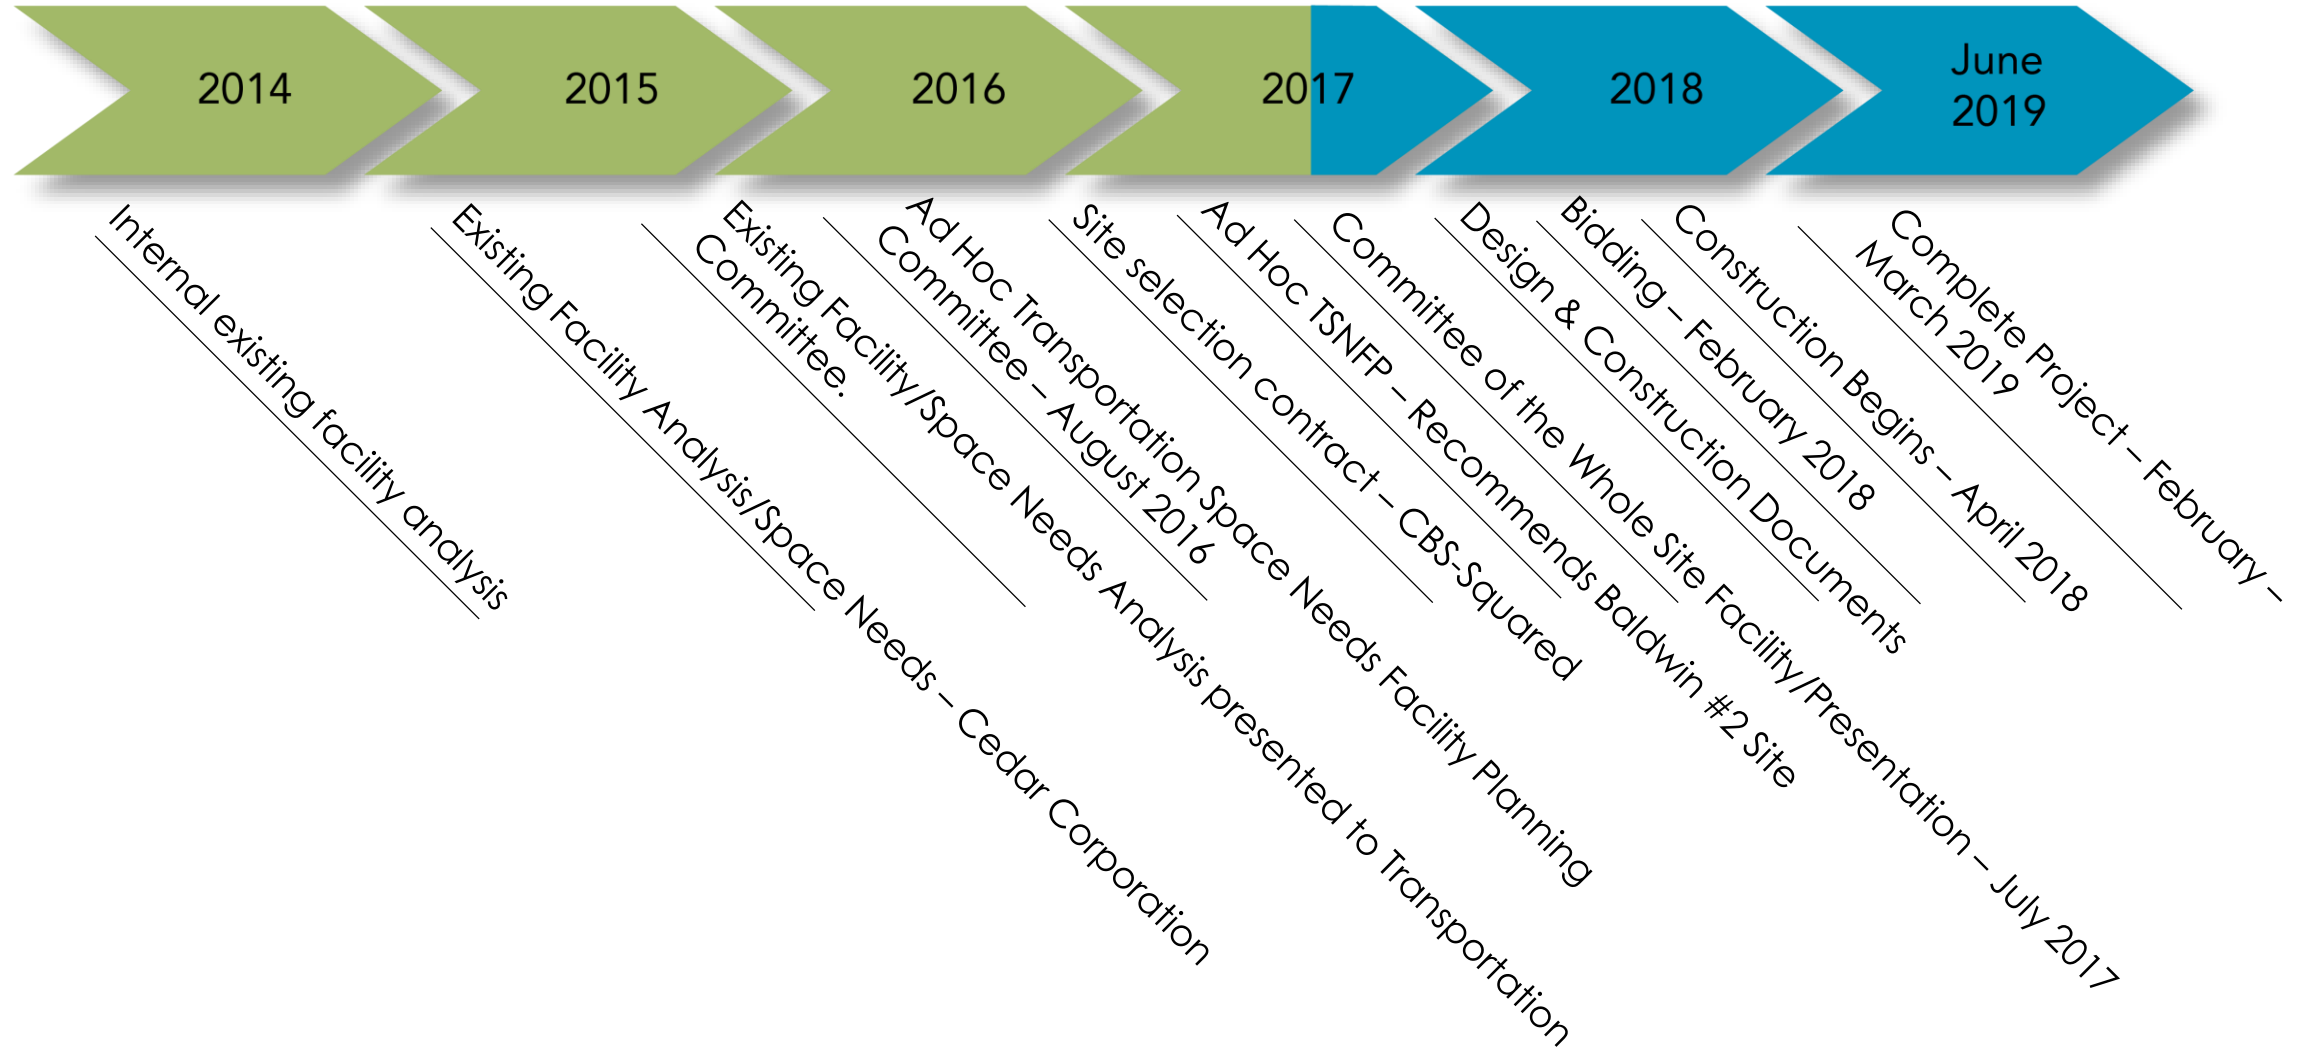 2014
2015
2016
2017
2018
June
2019
Internal existing facility analysis
Existing Facility Analysis/Space Needs – Cedar Corporation
Existing Facility/Space Needs Analysis presented to Transportation
Committee.
Ad Hoc Transportation Space Needs Facility Planning
Committee – August 2016
Site selection contract – CBS-Squared
Ad Hoc TSNFP – Recommends Baldwin #2 Site
Committee of the Whole Site Facility/Presentation – July 2017
Design & Construction Documents
Bidding – February 2018
Construction Begins – April 2018
Complete Project – February –
March 2019